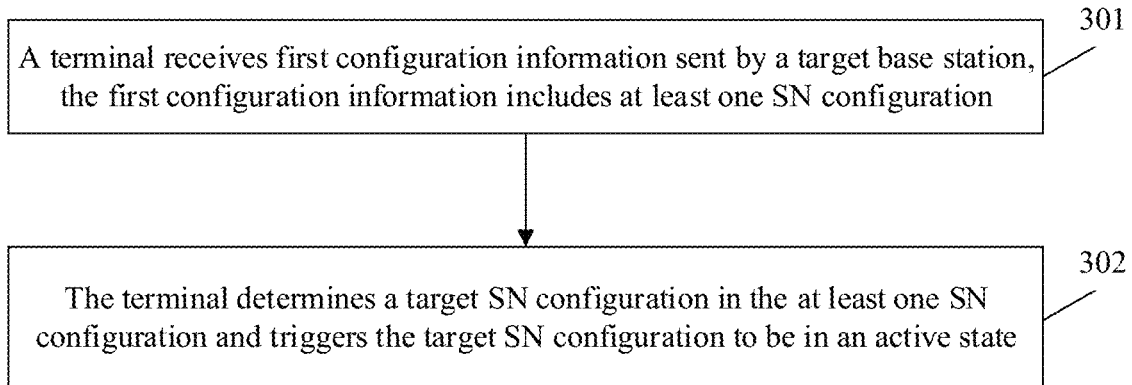 301
A terminal receives first configuration information sent by a target base station,
the first configuration information includes at least one SN configuration
302
The terminal determines a target SN configuration in the at least one SN
configuration and triggers the target SN configuration to be in an active state